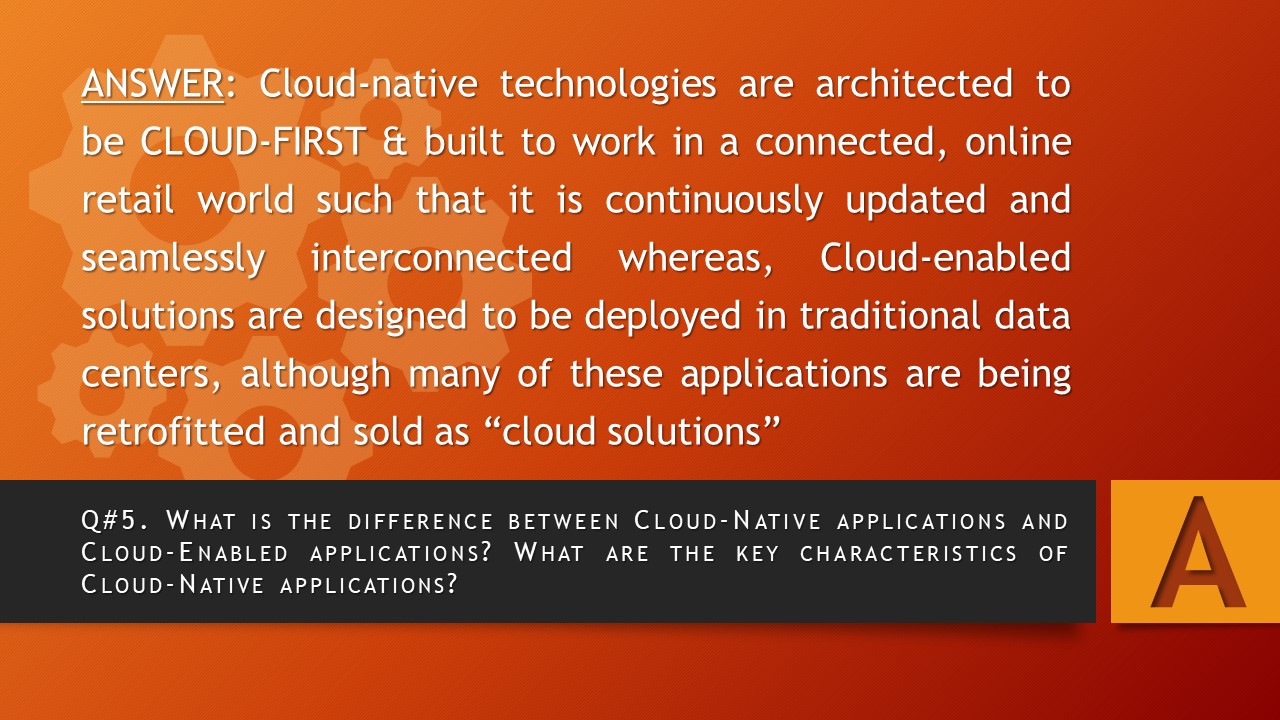 ANSWER: Cloud-native technologies are architected to
be CLOUD-FIRST & built to work in a connected, online
retail world such that it is continuously updated and
seamlessly interconnected whereas, Cloud-enabled
solutions are designed to be deployed in traditional data
centers, although many of these applications are being
retrofitted and sold as “cloud solutions”
Q#5. What is the difference between Cloud-Native applications and
Cloud-Enabled applications? What are the key characteristics of
Cloud-Native applications?
A